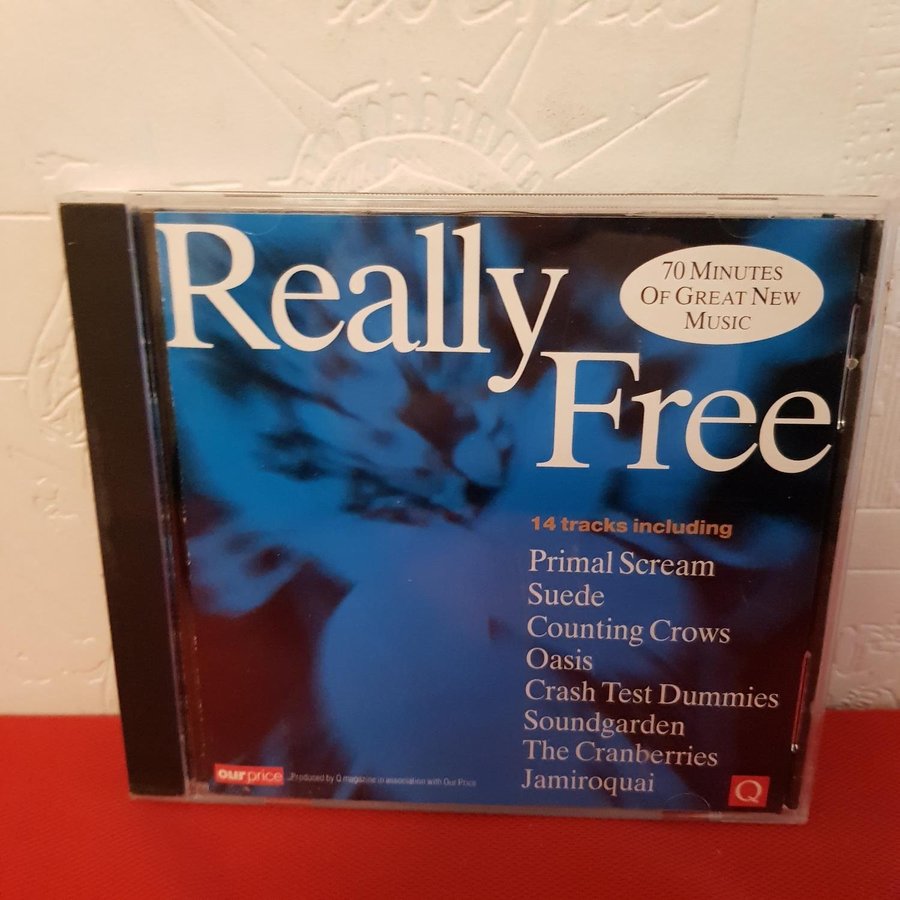 Really
Free
70 MINUTES
OF GREAT NEW
MUSIC
14 tracks including
Primal Scream
Suede
Counting Crows
Oasis
Crash Test Dummies
Soundgarden
The Cranberries
Jamiroquai
our price
Produced by Q magazine in association with Our Price
Q